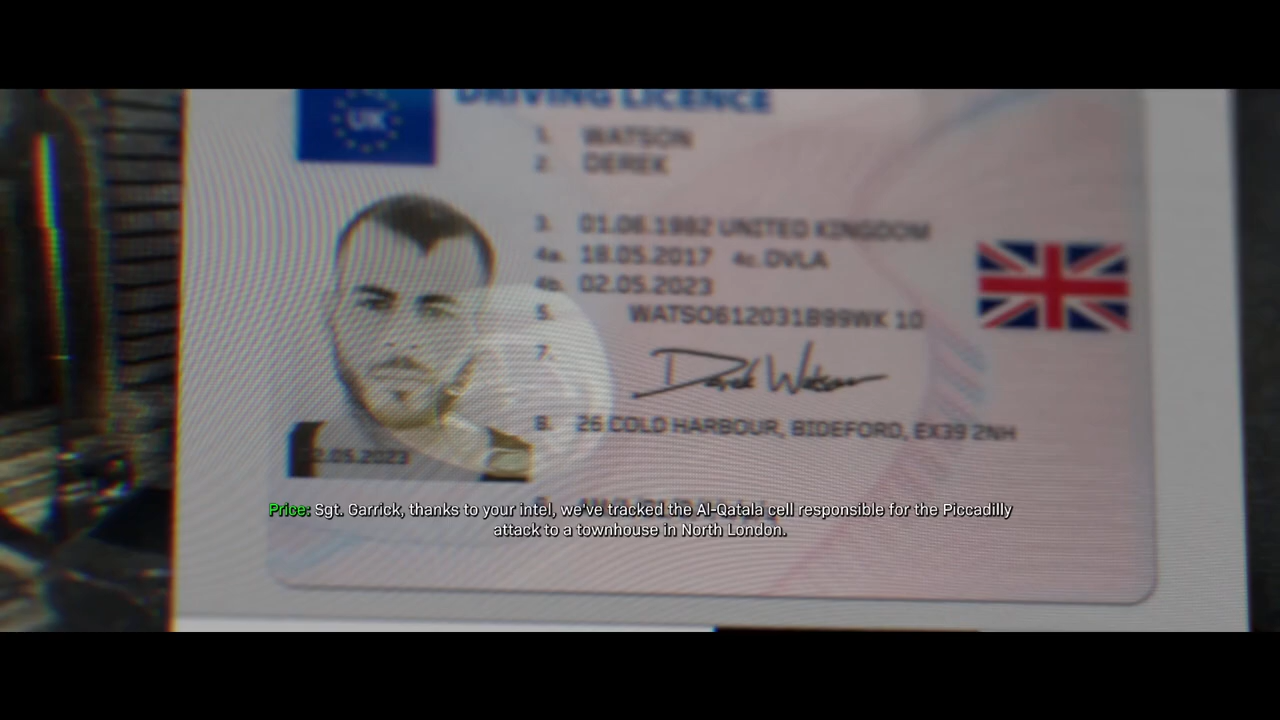 UK
DRIVING LICENCE
1. WATSON
2. DEREK
3. 01.06.1982 UNITED KINGDOM
4a. 18.05.2017 4c. DVLA
4b. 02.05.2023
5. WATSO612031B99WK 10
7. Derek Watson
8. 26 COLD HARBOUR, BIDEFORD, EX39 2NH
.05.2023
9.
Price: Sgt. Garrick, thanks to your intel, we've tracked the Al-Qatala cell responsible for the Piccadilly
attack to a townhouse in North London.